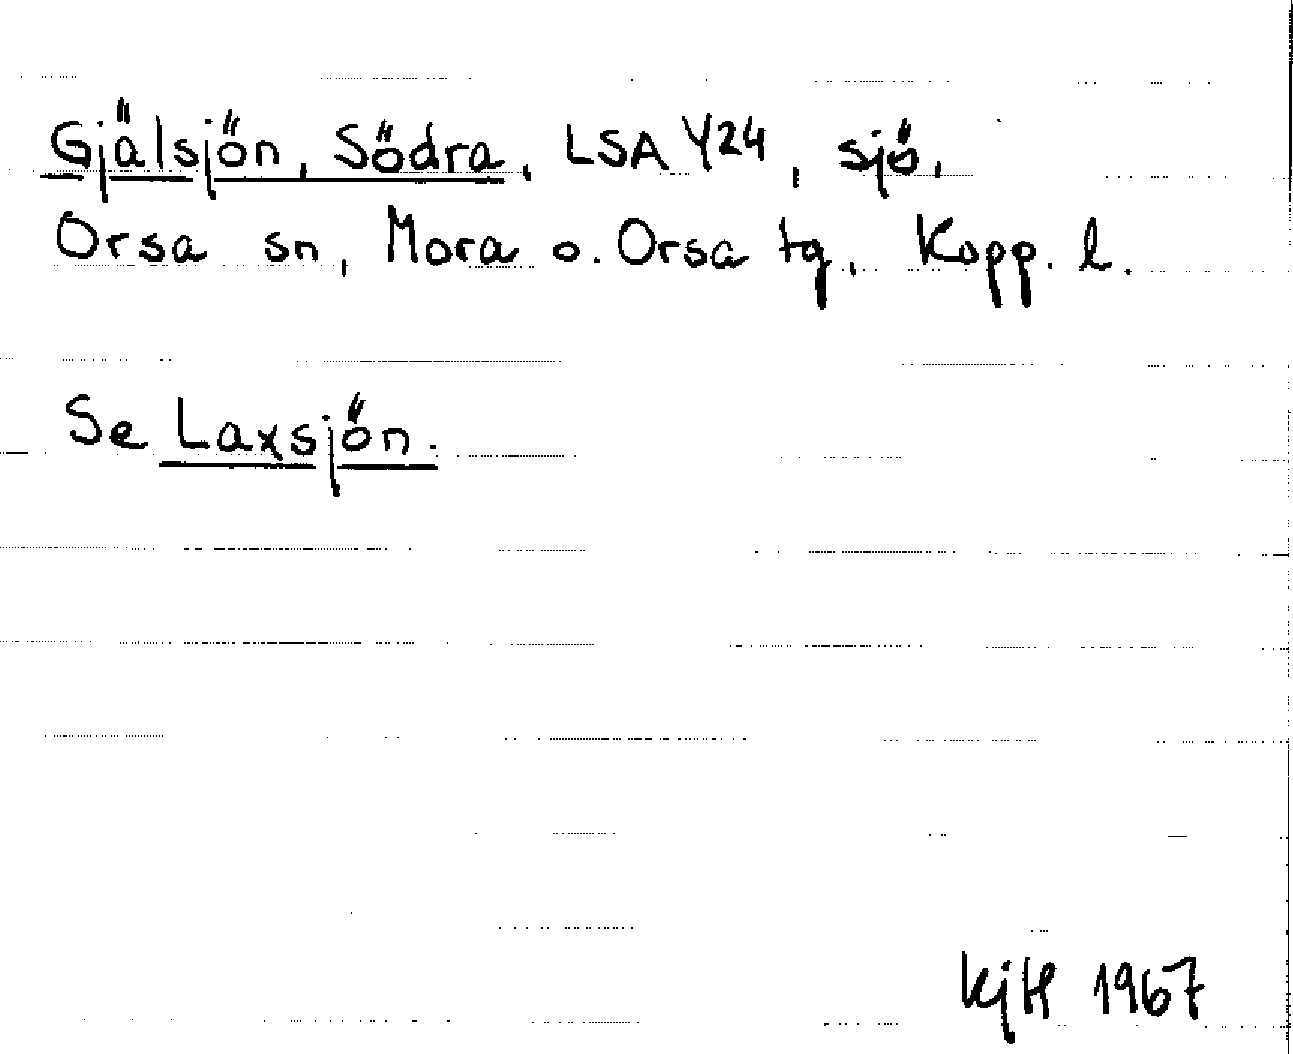 Gjälsjön, Södra, LSA Y24, sjö,
Orsa sn, Mora o. Orsa tg, Kopp. l.
Se Laxsjön.
KjH 1967